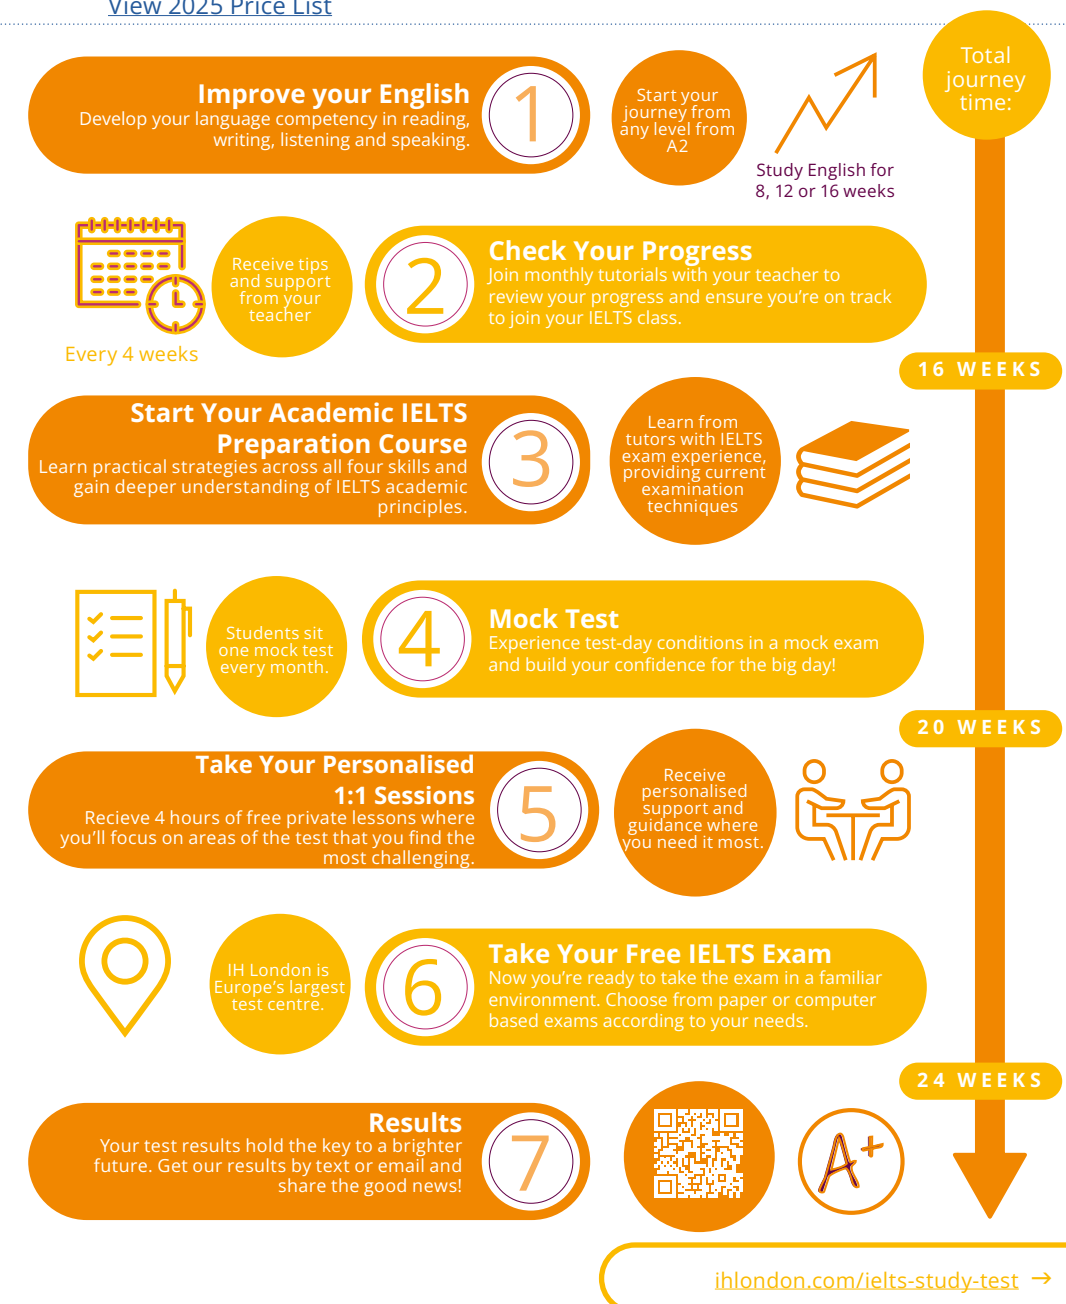 View 2025 Price List
Total
journey
time:
Improve your English
Develop your language competency in reading,
writing, listening and speaking.
1
Start your
journey from
any level from
A2
Study English for
8, 12 or 16 weeks
Every 4 weeks
Receive tips
and support
from your
teacher
2
Check Your Progress
Join monthly tutorials with your teacher to
review your progress and ensure you're on track
to join your IELTS class.
16 WEEKS
Start Your Academic IELTS
Preparation Course
Learn practical strategies across all four skills and
gain deeper understanding of IELTS academic
principles.
3
Learn from
tutors with IELTS
exam experience,
providing current
examination
techniques
Students sit
one mock test
every month.
4
Mock Test
Experience test-day conditions in a mock exam
and build your confidence for the big day!
20 WEEKS
Take Your Personalised
1:1 Sessions
Recieve 4 hours of free private lessons where
you'll focus on areas of the test that you find the
most challenging.
5
Receive
personalised
support and
guidance where
you need it most.
IH London is
Europe's largest
test centre.
6
Take Your Free IELTS Exam
Now you're ready to take the exam in a familiar
environment. Choose from paper or computer
based exams according to your needs.
24 WEEKS
Results
Your test results hold the key to a brighter
future. Get our results by text or email and
share the good news!
7
A+
ihlondon.com/ielts-study-test →